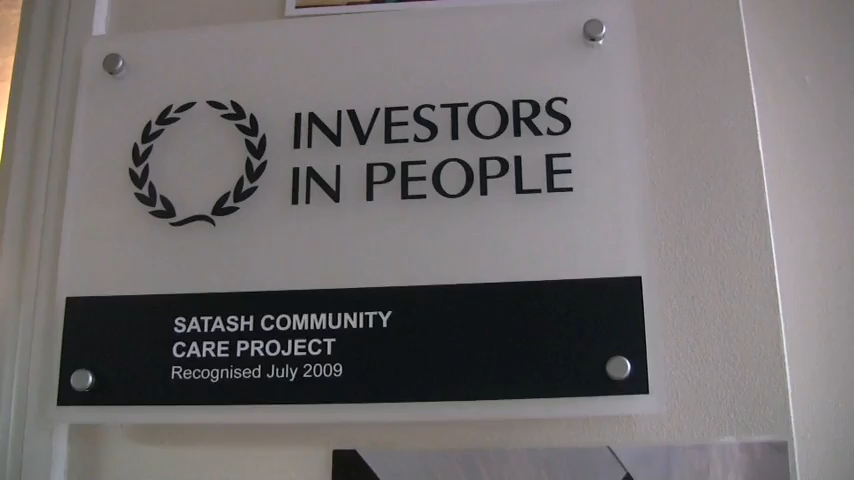 INVESTORS
IN PEOPLE
SATASH COMMUNITY
CARE PROJECT
Recognised July 2009